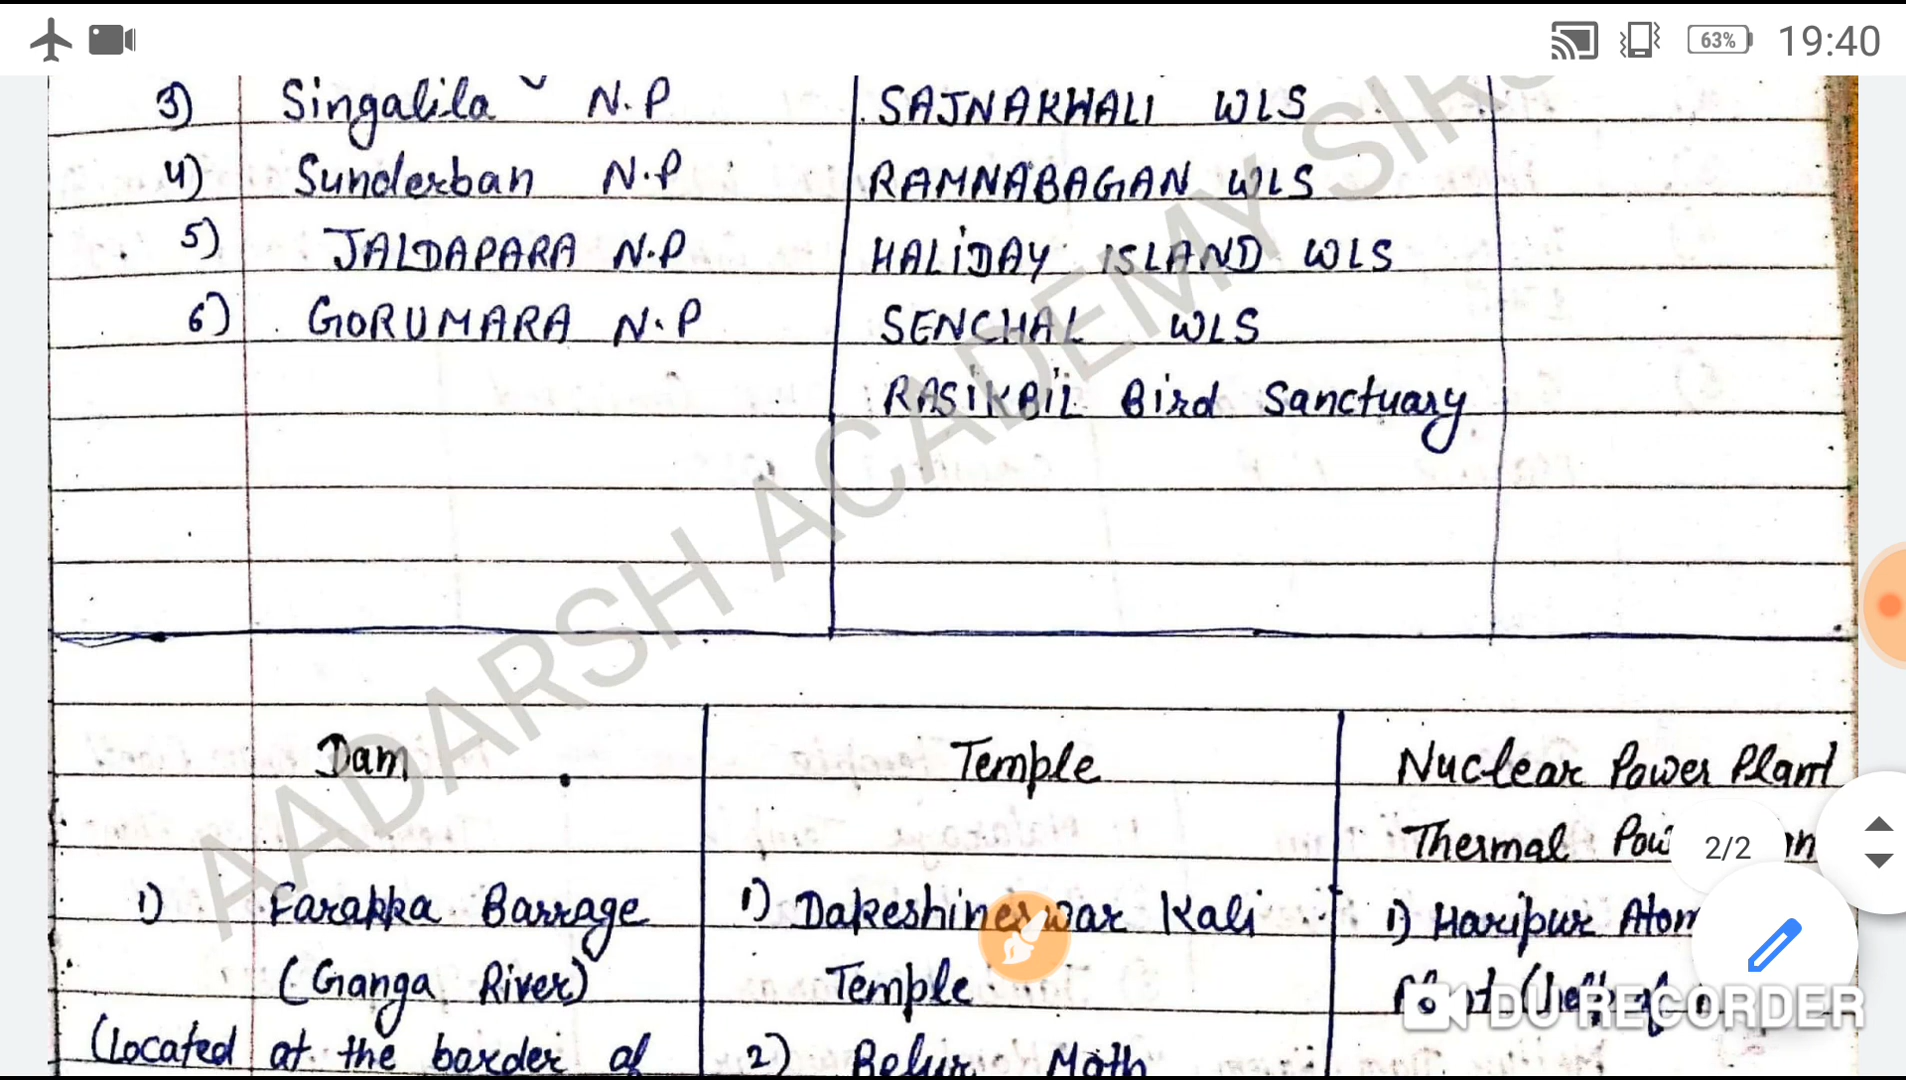 63% 19:40
3) Singalila N.P SAJNAKHALI WLS
4) Sunderban N.P RAMNABAGAN WLS
5) JALDAPARA N.P HALIDAY ISLAND WLS
6) GORUMARA N.P SENCHAL WLS
RASIKBIL Bird Sanctuary
AADARSH ACADEMY SIRS
Dam Temple Nuclear Power Plant
Thermal
2/2
1) Farakka Barrage 1) Dakeshineswar Kali 1) Haripur Atom
(Ganga River) Temple
DU RECORDER
(located at the border of 2) Belur Math